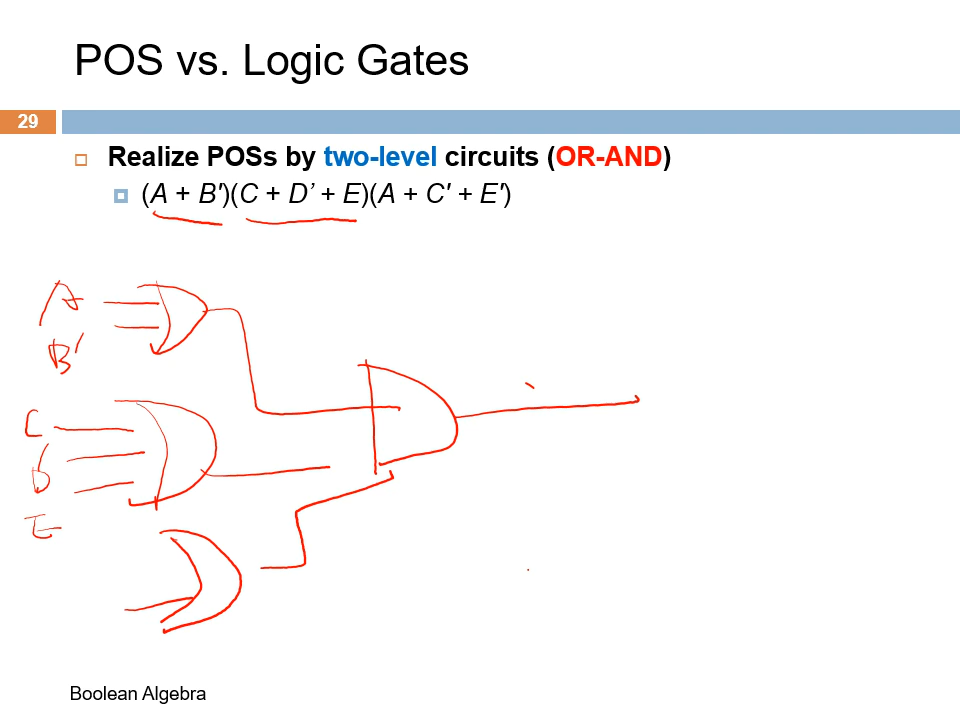 POS vs. Logic Gates
29
Realize POSs by two-level circuits (OR-AND)
(A + B')(C + D’ + E)(A + C' + E')
A
B'
C
D'
E
Boolean Algebra